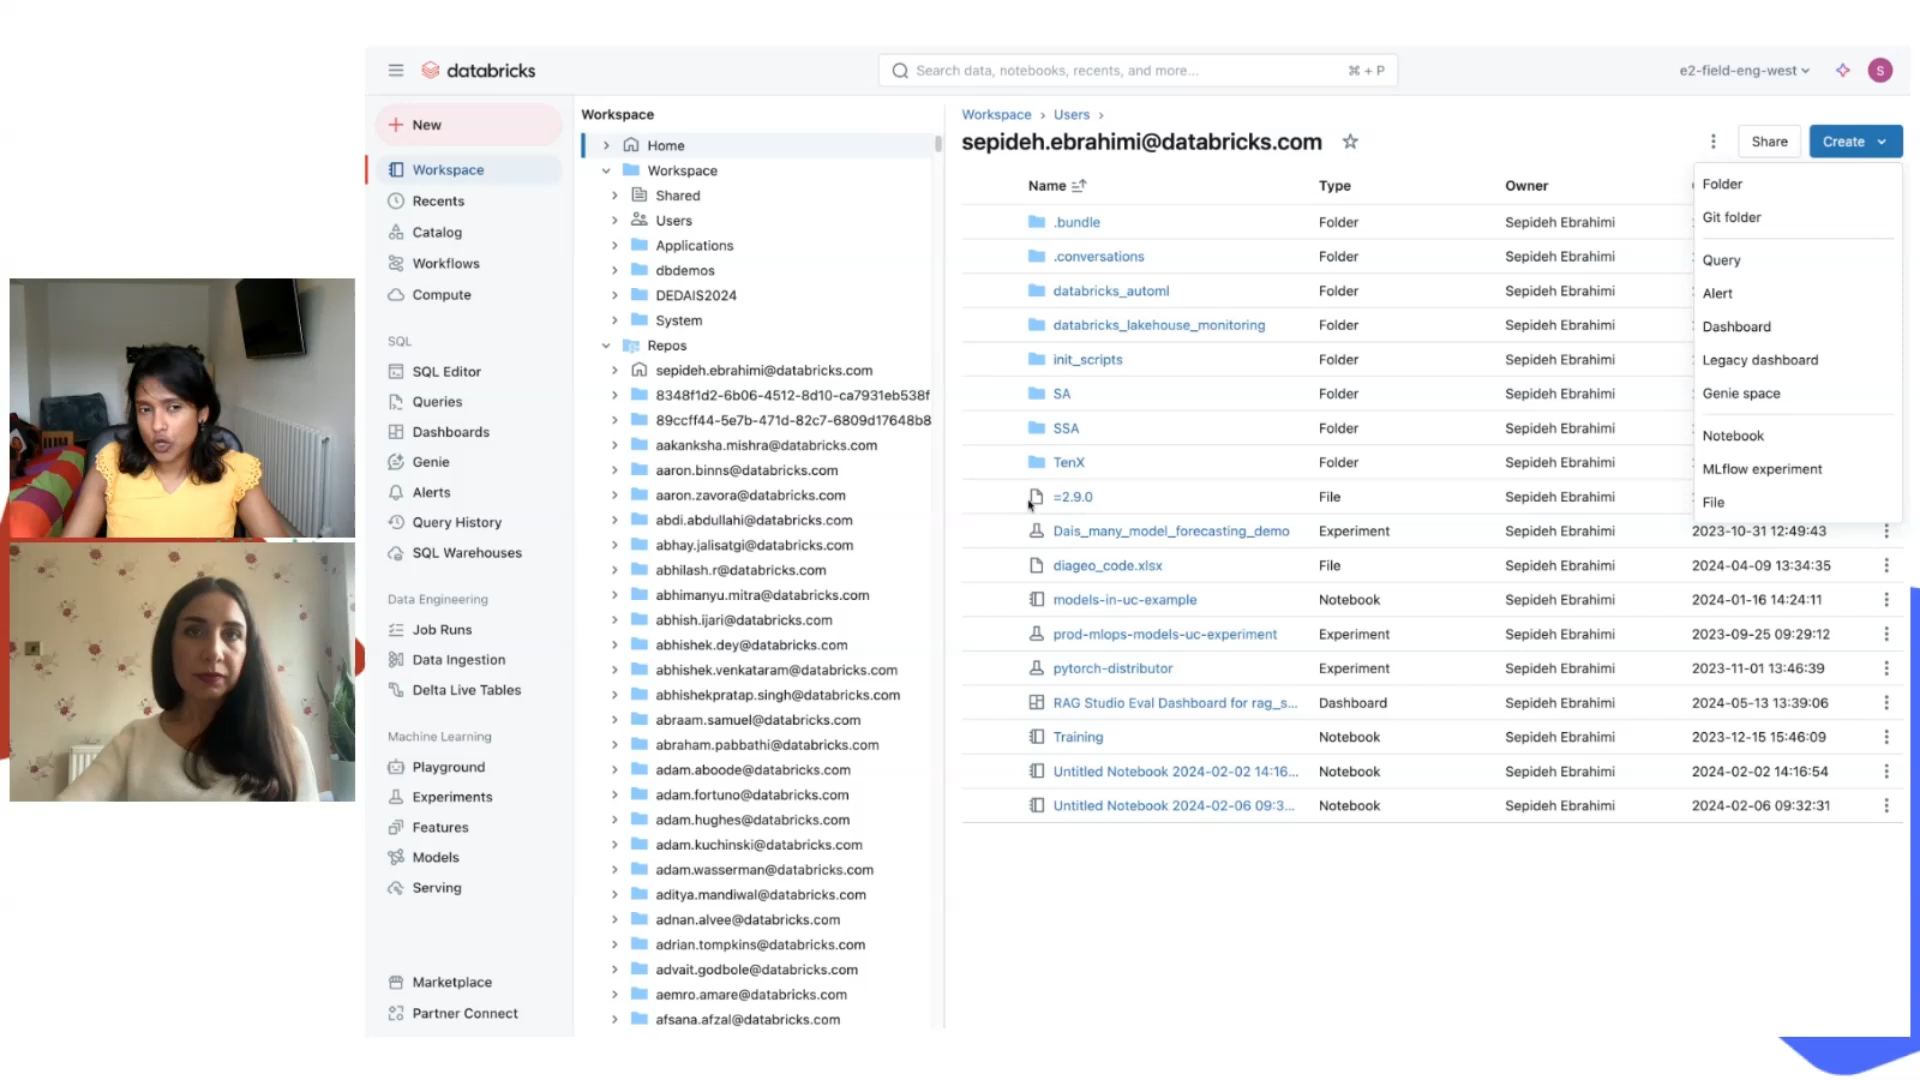 databricks
Search data, notebooks, recents, and more...
⌘ + P
e2-field-eng-west
S
New
Workspace
Recents
Catalog
Workflows
Compute
SQL
SQL Editor
Queries
Dashboards
Genie
Alerts
Query History
SQL Warehouses
Data Engineering
Job Runs
Data Ingestion
Delta Live Tables
Machine Learning
Playground
Experiments
Features
Models
Serving
Marketplace
Partner Connect
Workspace
Home
Workspace
Shared
Users
Applications
dbdemos
DEDAIS2024
System
Repos
sepideh.ebrahimi@databricks.com
8348f1d2-6b06-4512-8d10-ca7931eb538f
89ccff44-5e7b-471d-82c7-6809d17648b8
aakanksha.mishra@databricks.com
aaron.binns@databricks.com
aaron.zavora@databricks.com
abdi.abdullahi@databricks.com
abhay.jalisatgi@databricks.com
abhilash.r@databricks.com
abhimanyu.mitra@databricks.com
abhish.ijari@databricks.com
abhishek.dey@databricks.com
abhishek.venkataram@databricks.com
abhishekpratap.singh@databricks.com
abraam.samuel@databricks.com
abraham.pabbathi@databricks.com
adam.aboode@databricks.com
adam.fortuno@databricks.com
adam.hughes@databricks.com
adam.kuchinski@databricks.com
adam.wasserman@databricks.com
aditya.mandiwal@databricks.com
adnan.alvee@databricks.com
adrian.tompkins@databricks.com
advait.godbole@databricks.com
aemro.amare@databricks.com
afsana.afzal@databricks.com
Workspace › Users ›
sepideh.ebrahimi@databricks.com
Share
Create
Name Type Owner
.bundle Folder Sepideh Ebrahimi
.conversations Folder Sepideh Ebrahimi
databricks_automl Folder Sepideh Ebrahimi
databricks_lakehouse_monitoring Folder Sepideh Ebrahimi
init_scripts Folder Sepideh Ebrahimi
SA Folder Sepideh Ebrahimi
SSA Folder Sepideh Ebrahimi
TenX Folder Sepideh Ebrahimi
=2.9.0 File Sepideh Ebrahimi
Dais_many_model_forecasting_demo Experiment Sepideh Ebrahimi 2023-10-31 12:49:43
diageo_code.xlsx File Sepideh Ebrahimi 2024-04-09 13:34:35
models-in-uc-example Notebook Sepideh Ebrahimi 2024-01-16 14:24:11
prod-mlops-models-uc-experiment Experiment Sepideh Ebrahimi 2023-09-25 09:29:12
pytorch-distributor Experiment Sepideh Ebrahimi 2023-11-01 13:46:39
RAG Studio Eval Dashboard for rag_s... Dashboard Sepideh Ebrahimi 2024-05-13 13:39:06
Training Notebook Sepideh Ebrahimi 2023-12-15 15:46:09
Untitled Notebook 2024-02-02 14:16... Notebook Sepideh Ebrahimi 2024-02-02 14:16:54
Untitled Notebook 2024-02-06 09:3... Notebook Sepideh Ebrahimi 2024-02-06 09:32:31
Folder
Git folder
Query
Alert
Dashboard
Legacy dashboard
Genie space
Notebook
MLflow experiment
File